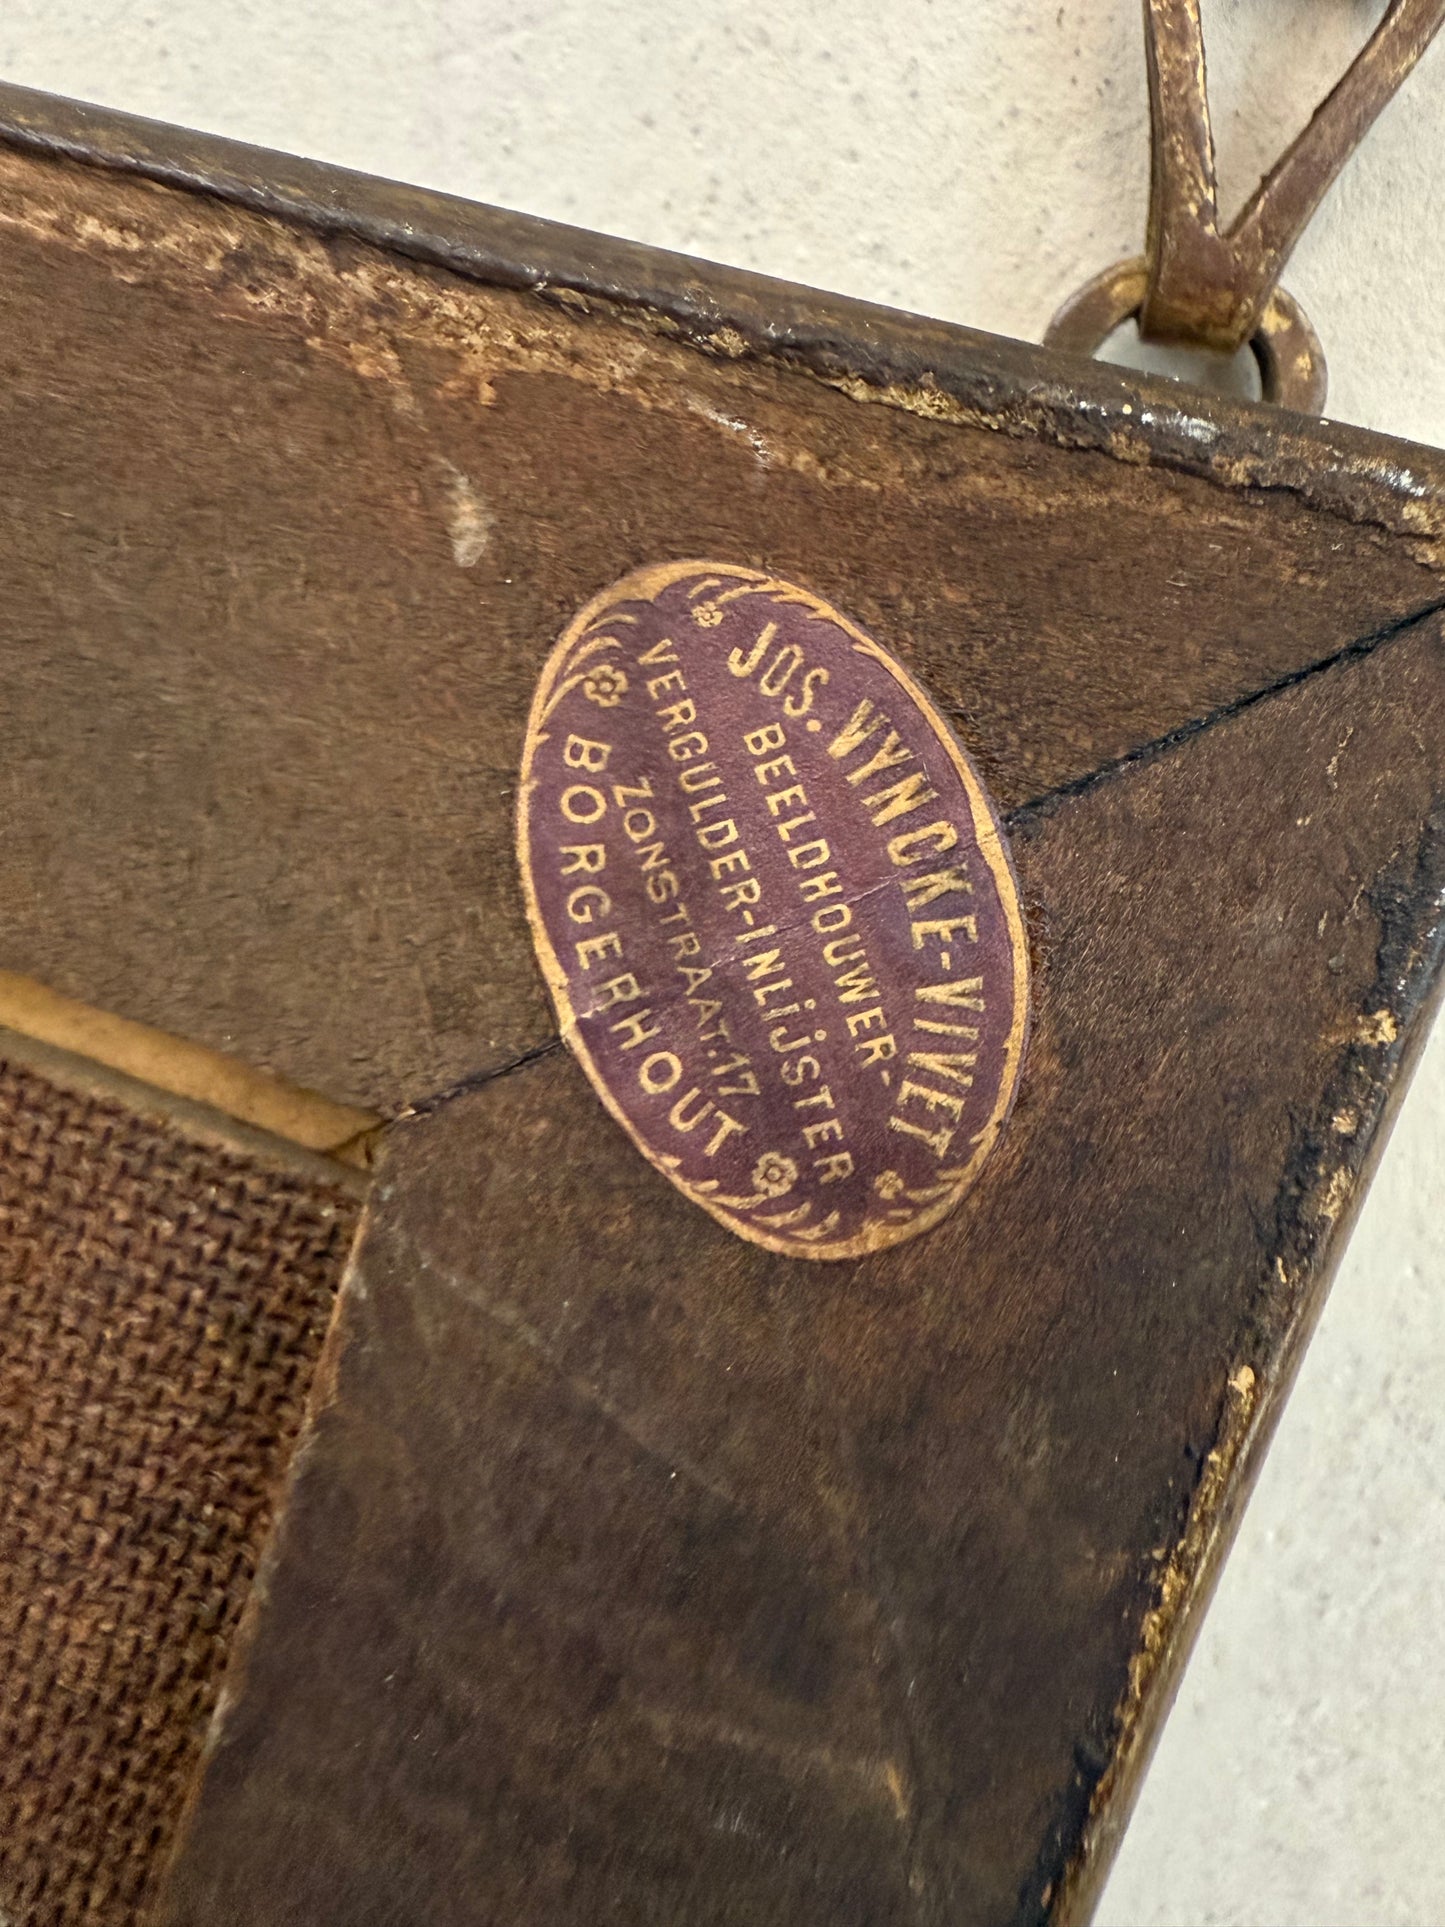 JOS. WYNCKE-VIVET
BEELDHOUWER-
VERGULDER-INLIJSTER
ZONSTRAAT.17
BORGERHOUT